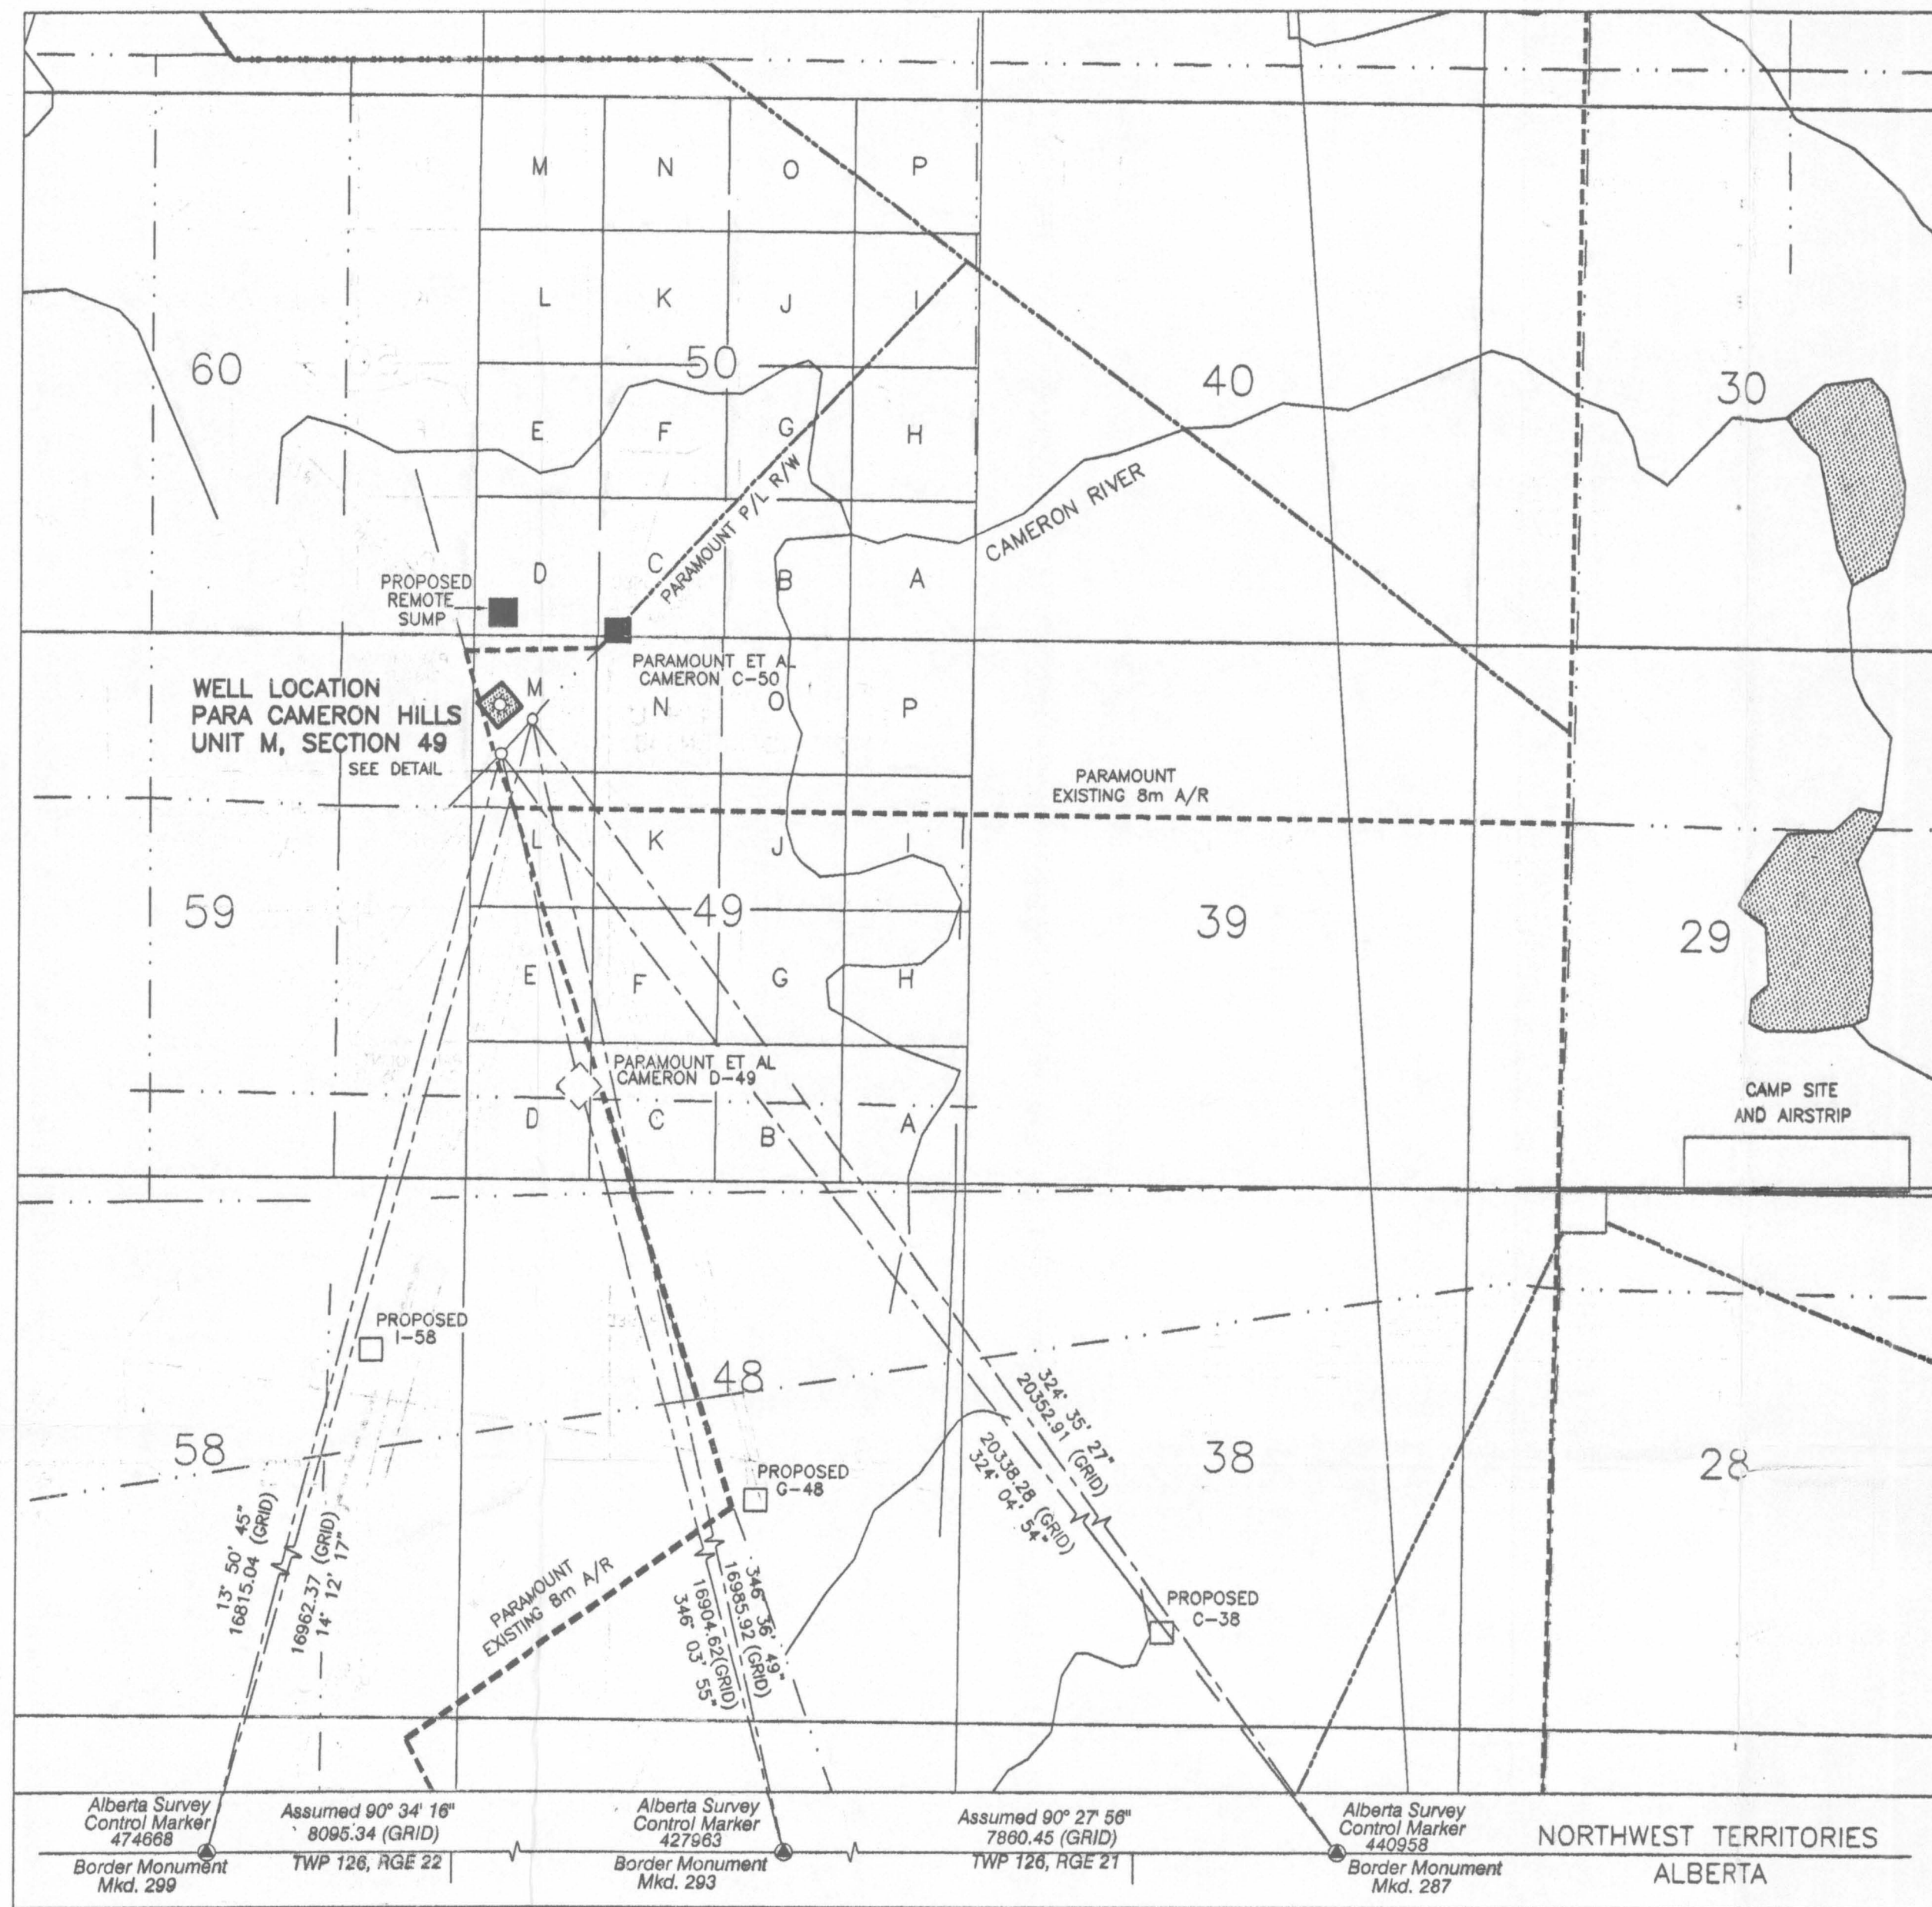 M N O P
L K J I
60 50 40 30
E F G H
PARAMOUNT P/L R/W
CAMERON RIVER
D C B A
PROPOSED
REMOTE
SUMP
PARAMOUNT ET AL
CAMERON C-50
WELL LOCATION
PARA CAMERON HILLS
UNIT M, SECTION 49
SEE DETAIL
M N O P
PARAMOUNT
EXISTING 8m A/R
L K J I
59 49 39 29
E F G H
PARAMOUNT ET AL
CAMERON D-49
D C B A
CAMP SITE
AND AIRSTRIP
PROPOSED
I-58
58 48 38 28
PROPOSED
G-48
324° 35' 27"
20352.91 (GRID)
20338.28 (GRID)
324° 04' 54"
13° 50' 45"
16815.04 (GRID)
16962.37 (GRID)
14° 12' 17"
PARAMOUNT
EXISTING 8m A/R
346° 36' 49"
16985.92 (GRID)
16904.62(GRID)
346° 03' 55"
PROPOSED
C-38
Alberta Survey
Control Marker
474668
Border Monument
Mkd. 299
Assumed 90° 34' 16"
8095.34 (GRID)
TWP 126, RGE 22
Alberta Survey
Control Marker
427963
Border Monument
Mkd. 293
Assumed 90° 27' 56"
7860.45 (GRID)
TWP 126, RGE 21
Alberta Survey
Control Marker
440958
Border Monument
Mkd. 287
NORTHWEST TERRITORIES
ALBERTA